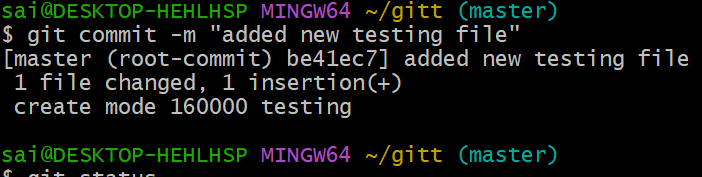 sai@DESKTOP-HEHLHSP MINGW64 ~/gitt (master)
$ git commit -m "added new testing file"
[master (root-commit) be41ec7] added new testing file
 1 file changed, 1 insertion(+)
 create mode 160000 testing
sai@DESKTOP-HEHLHSP MINGW64 ~/gitt (master)
$ git status